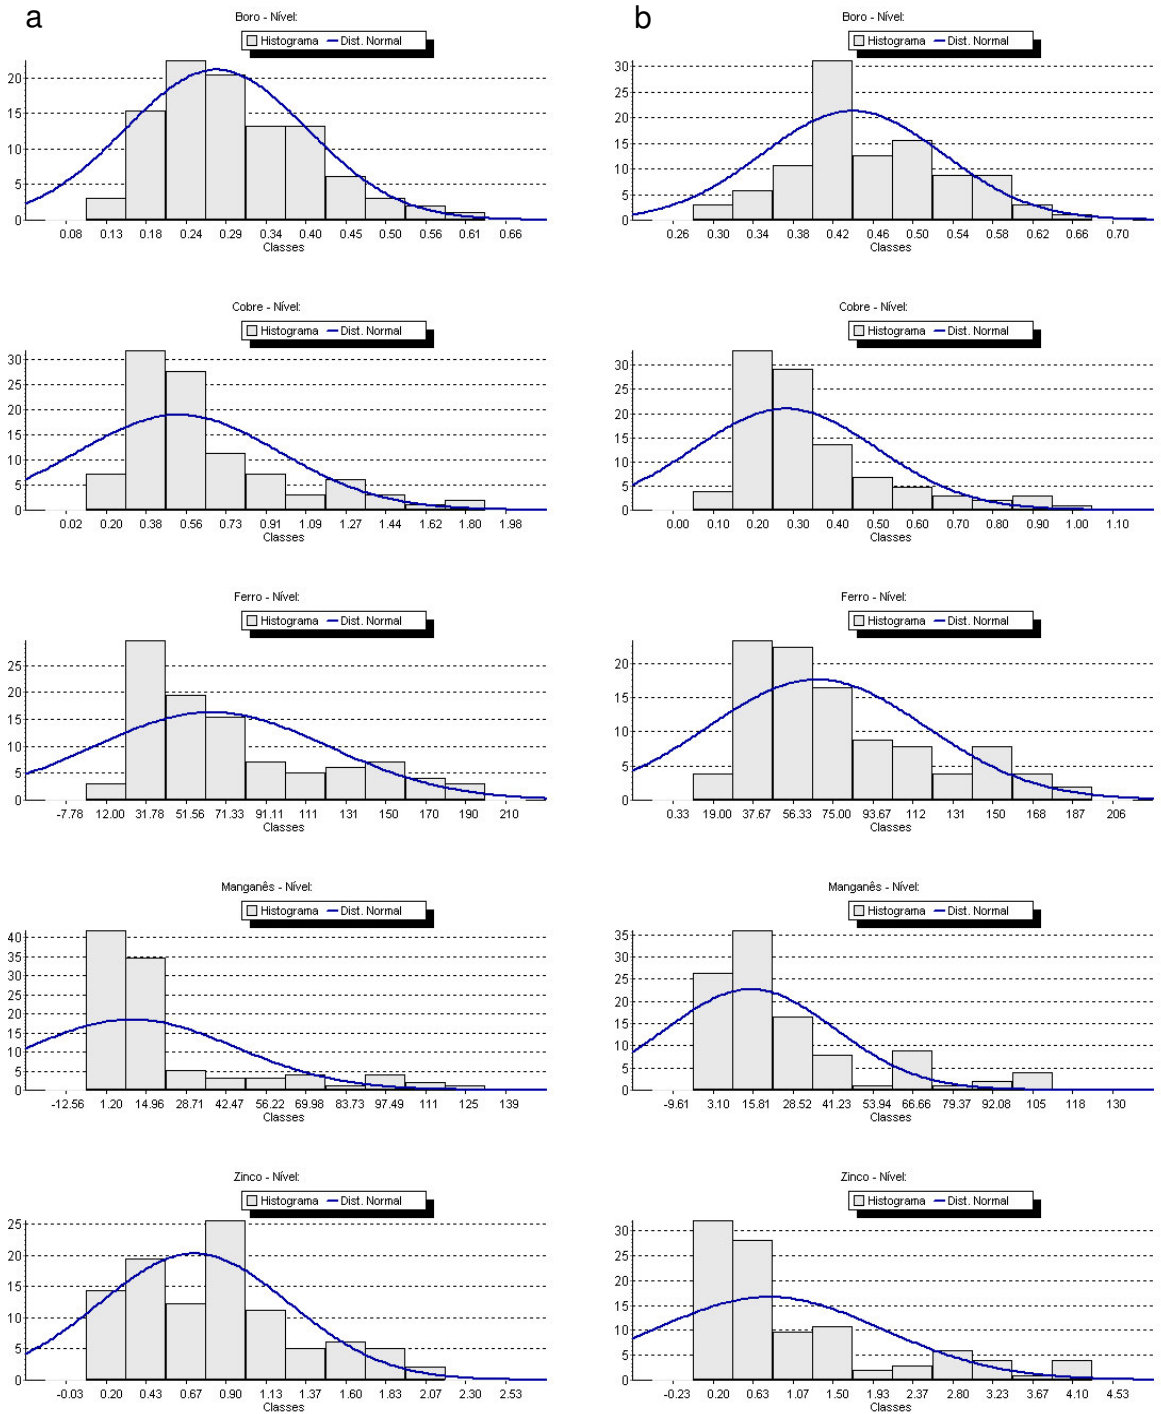 a
Boro - Nível:
Histograma Dist. Normal
20
15
10
5
0
0.08 0.13 0.18 0.24 0.29 0.34 0.40 0.45 0.50 0.56 0.61 0.66
Classes
b
Boro - Nível:
Histograma Dist. Normal
30
25
20
15
10
5
0
0.26 0.30 0.34 0.38 0.42 0.46 0.50 0.54 0.58 0.62 0.66 0.70
Classes
Cobre - Nível:
Histograma Dist. Normal
30
25
20
15
10
5
0
0.02 0.20 0.38 0.56 0.73 0.91 1.09 1.27 1.44 1.62 1.80 1.98
Classes
Cobre - Nível:
Histograma Dist. Normal
30
25
20
15
10
5
0
0.00 0.10 0.20 0.30 0.40 0.50 0.60 0.70 0.80 0.90 1.00 1.10
Classes
Ferro - Nível:
Histograma Dist. Normal
25
20
15
10
5
0
-7.78 12.00 31.78 51.56 71.33 91.11 111 131 150 170 190 210
Classes
Ferro - Nível:
Histograma Dist. Normal
20
15
10
5
0
0.33 19.00 37.67 56.33 75.00 93.67 112 131 150 168 187 206
Classes
Manganês - Nível:
Histograma Dist. Normal
40
35
30
25
20
15
10
5
0
-12.56 1.20 14.96 28.71 42.47 56.22 69.98 83.73 97.49 111 125 139
Classes
Manganês - Nível:
Histograma Dist. Normal
35
30
25
20
15
10
5
0
-9.61 3.10 15.81 28.52 41.23 53.94 66.66 79.37 92.08 105 118 130
Classes
Zinco - Nível:
Histograma Dist. Normal
25
20
15
10
5
0
-0.03 0.20 0.43 0.67 0.90 1.13 1.37 1.60 1.83 2.07 2.30 2.53
Classes
Zinco - Nível:
Histograma Dist. Normal
30
25
20
15
10
5
0
-0.23 0.20 0.63 1.07 1.50 1.93 2.37 2.80 3.23 3.67 4.10 4.53
Classes